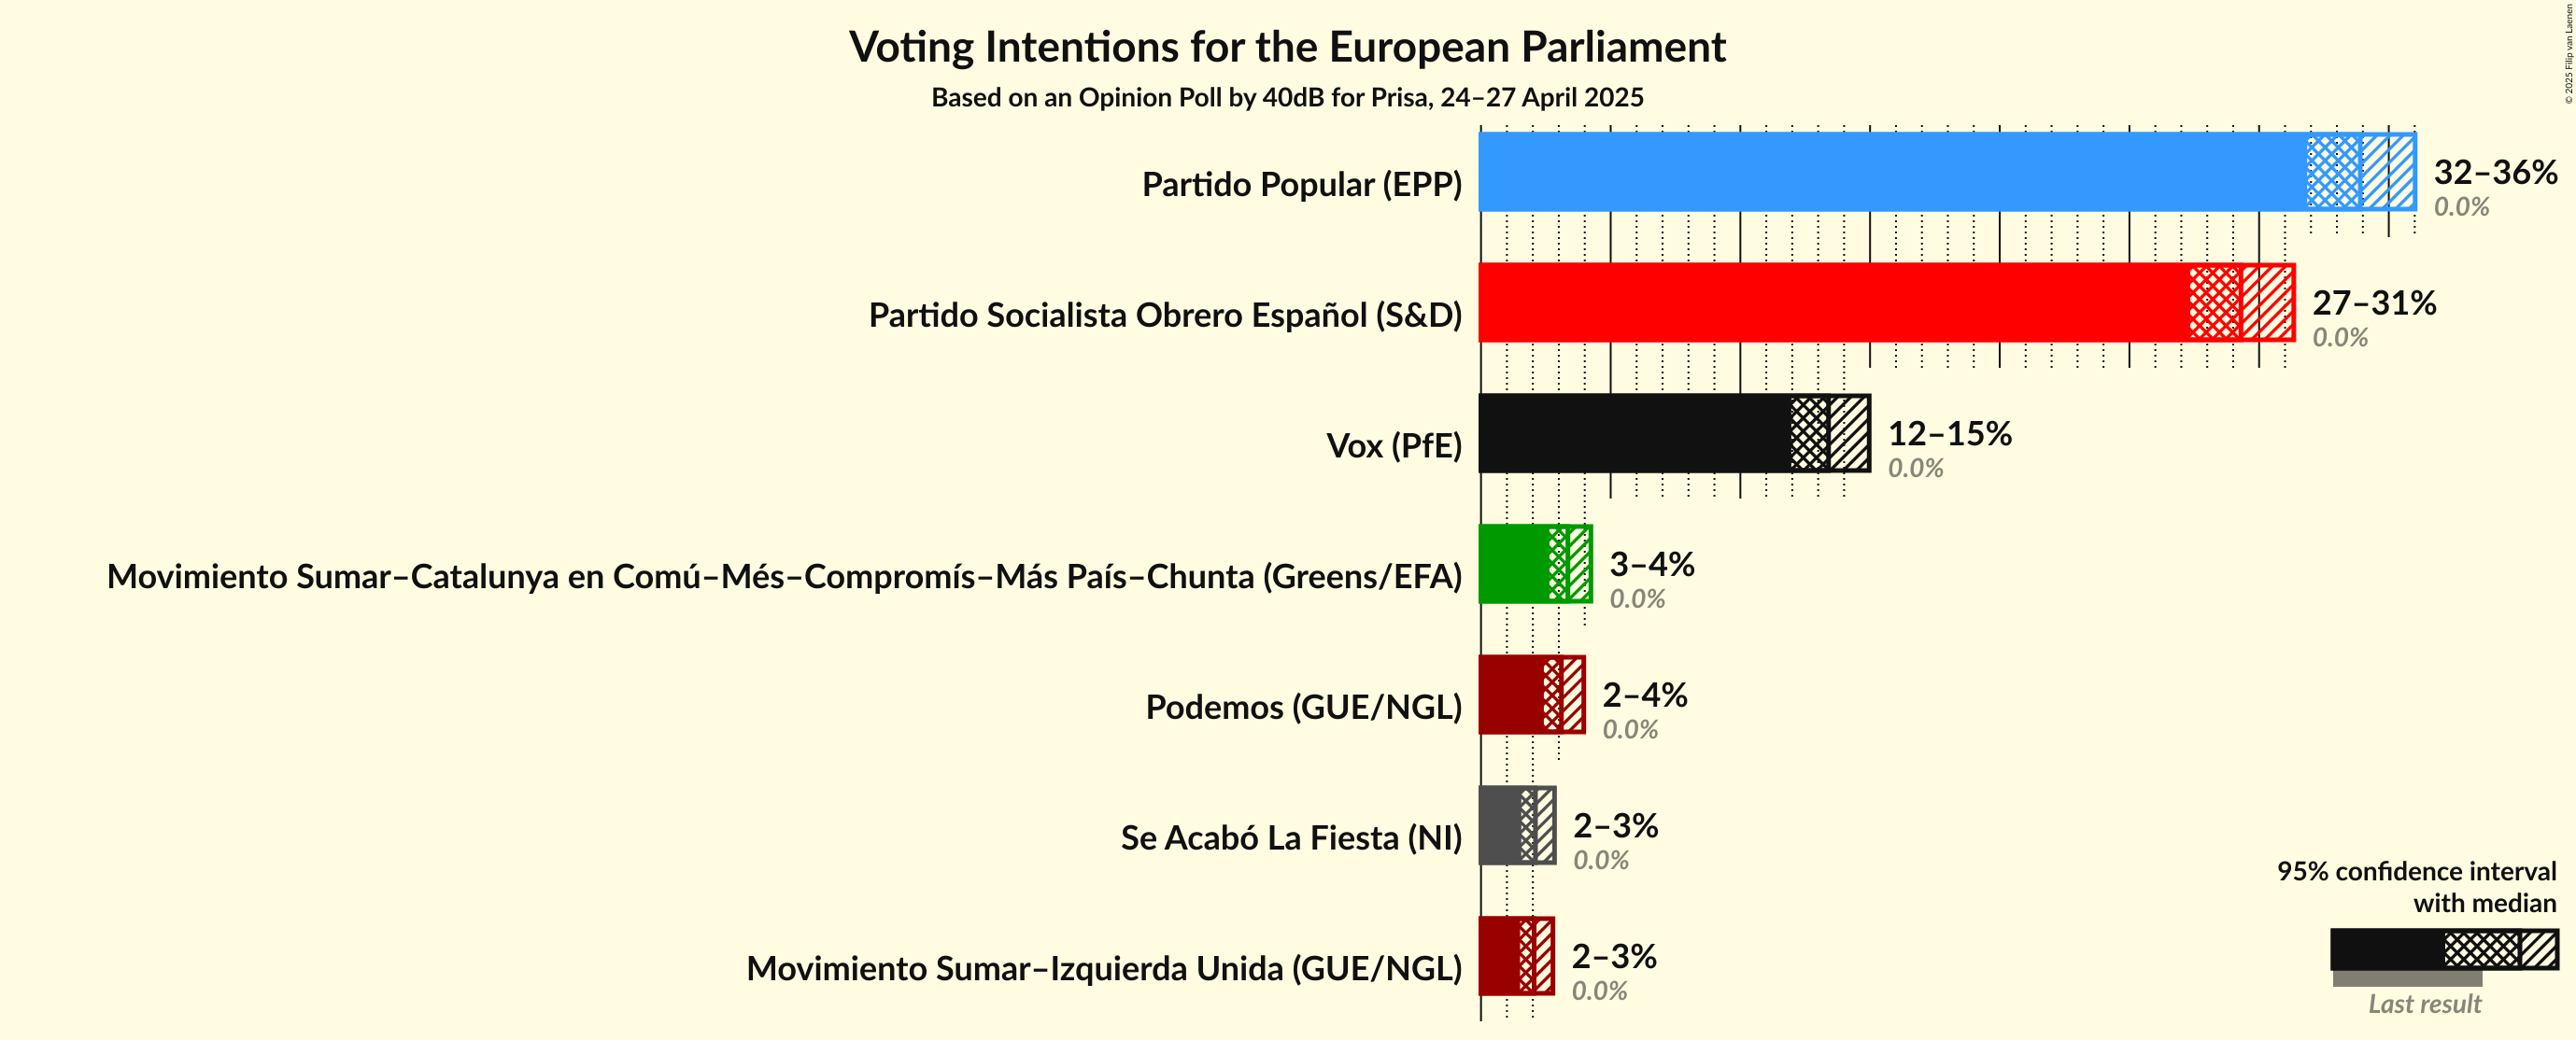 Voting Intentions for the European Parliament
Based on an Opinion Poll by 40dB for Prisa, 24–27 April 2025
© 2025 Filip van Laenen
Partido Popular (EPP)
32–36%
0.0%
Partido Socialista Obrero Español (S&D)
27–31%
0.0%
Vox (PfE)
12–15%
0.0%
Movimiento Sumar–Catalunya en Comú–Més–Compromís–Más País–Chunta (Greens/EFA)
3–4%
0.0%
Podemos (GUE/NGL)
2–4%
0.0%
Se Acabó La Fiesta (NI)
2–3%
0.0%
Movimiento Sumar–Izquierda Unida (GUE/NGL)
2–3%
0.0%
95% confidence interval
with median
Last result